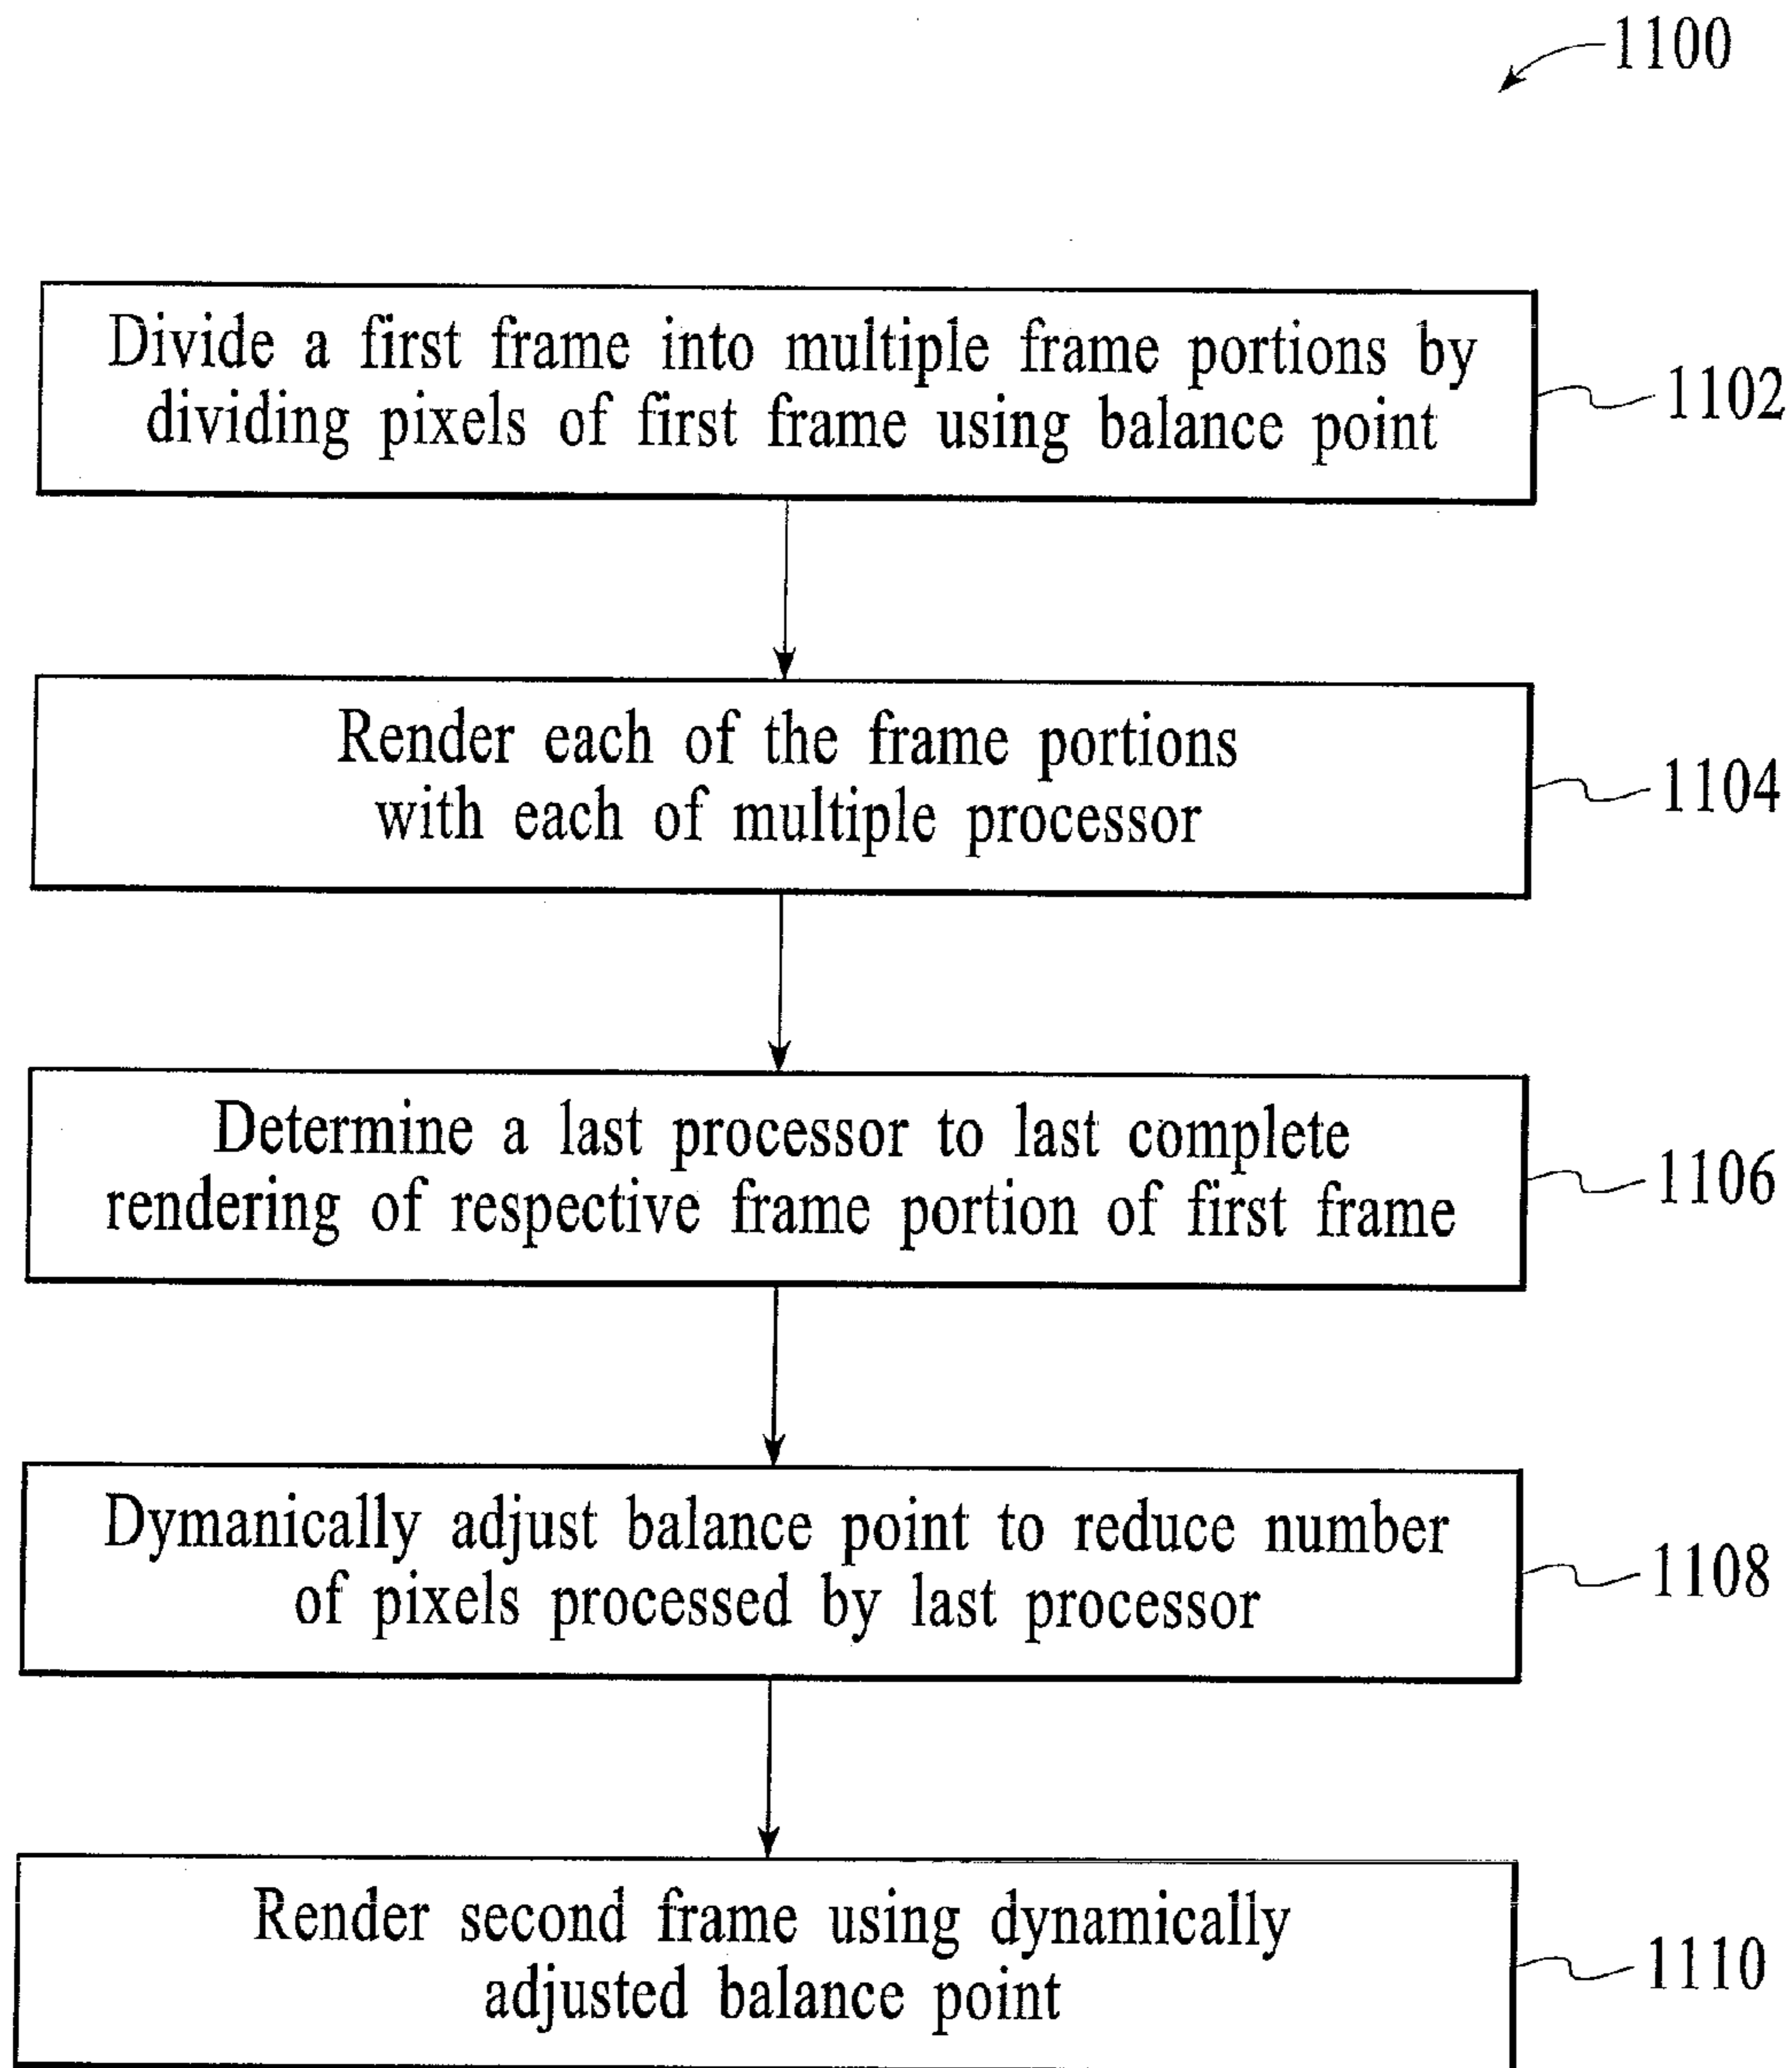 1100
Divide a first frame into multiple frame portions by
dividing pixels of first frame using balance point
1102
Render each of the frame portions
with each of multiple processor
1104
Determine a last processor to last complete
rendering of respective frame portion of first frame
1106
Dymanically adjust balance point to reduce number
of pixels processed by last processor
1108
Render second frame using dynamically
adjusted balance point
1110